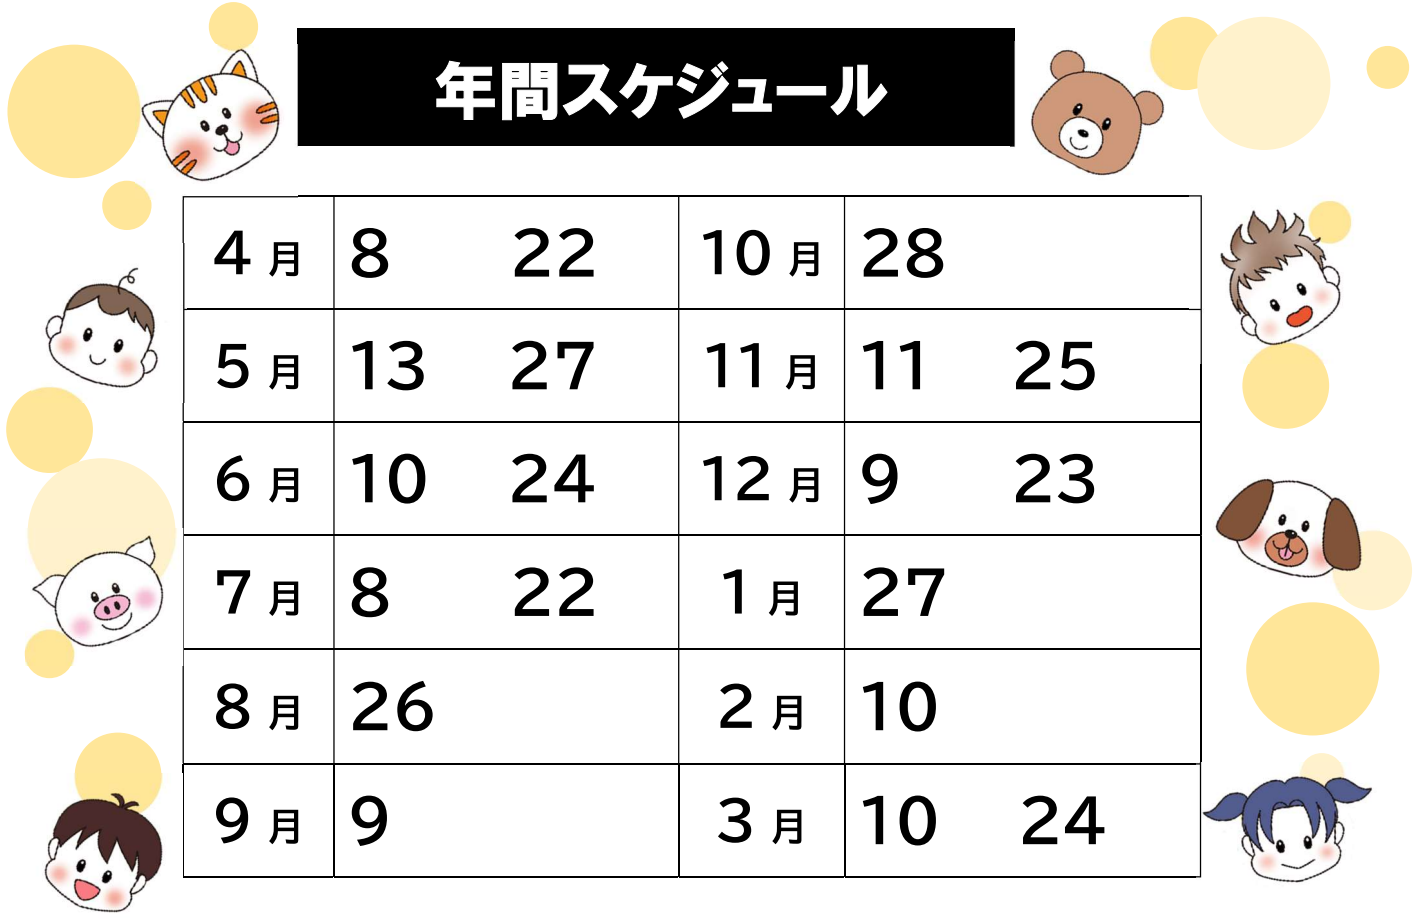 年間スケジュール
4月 8 22 10月 28
5月 13 27 11月 11 25
6月 10 24 12月 9 23
7月 8 22 1月 27
8月 26 2月 10
9月 9 3月 10 24